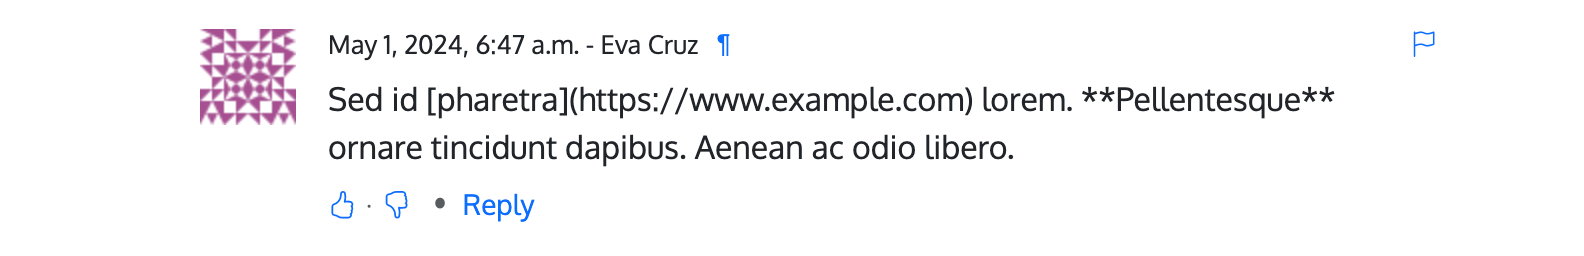 May 1, 2024, 6:47 a.m. - Eva Cruz ¶
Sed id [pharetra](https://www.example.com) lorem. **Pellentesque**
ornare tincidunt dapibus. Aenean ac odio libero.
· • Reply